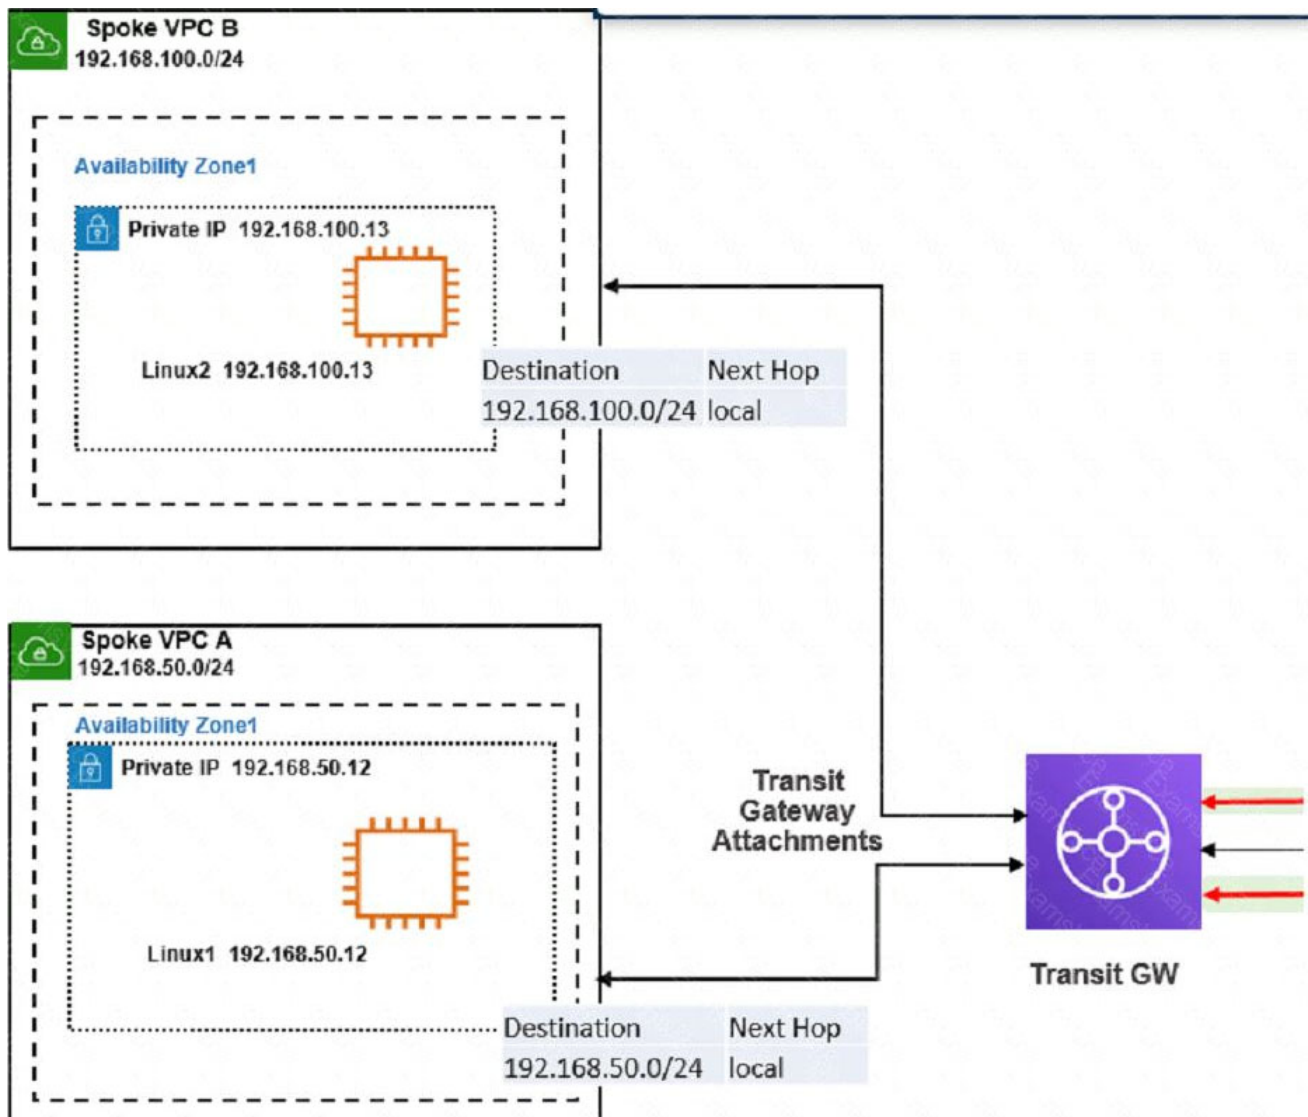 Spoke VPC B
192.168.100.0/24
Availability Zone1
Private IP 192.168.100.13
Linux2 192.168.100.13
Destination Next Hop
192.168.100.0/24 local
Spoke VPC A
192.168.50.0/24
Availability Zone1
Private IP 192.168.50.12
Linux1 192.168.50.12
Destination Next Hop
192.168.50.0/24 local
Transit
Gateway
Attachments
Transit GW